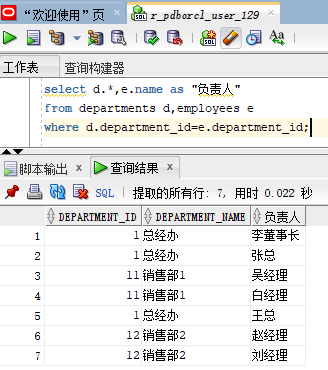 “欢迎使用”页 r_pdborcl_user_129
SQL Aa
工作表 查询构建器
select d.*,e.name as "负责人"
from departments d,employees e
where d.department_id=e.department_id;
脚本输出 × 查询结果 ×
SQL | 提取的所有行: 7, 用时 0.022 秒
DEPARTMENT_ID DEPARTMENT_NAME 负责人
1 1 总经办 李董事长
2 1 总经办 张总
3 11 销售部1 吴经理
4 11 销售部1 白经理
5 1 总经办 王总
6 12 销售部2 赵经理
7 12 销售部2 刘经理